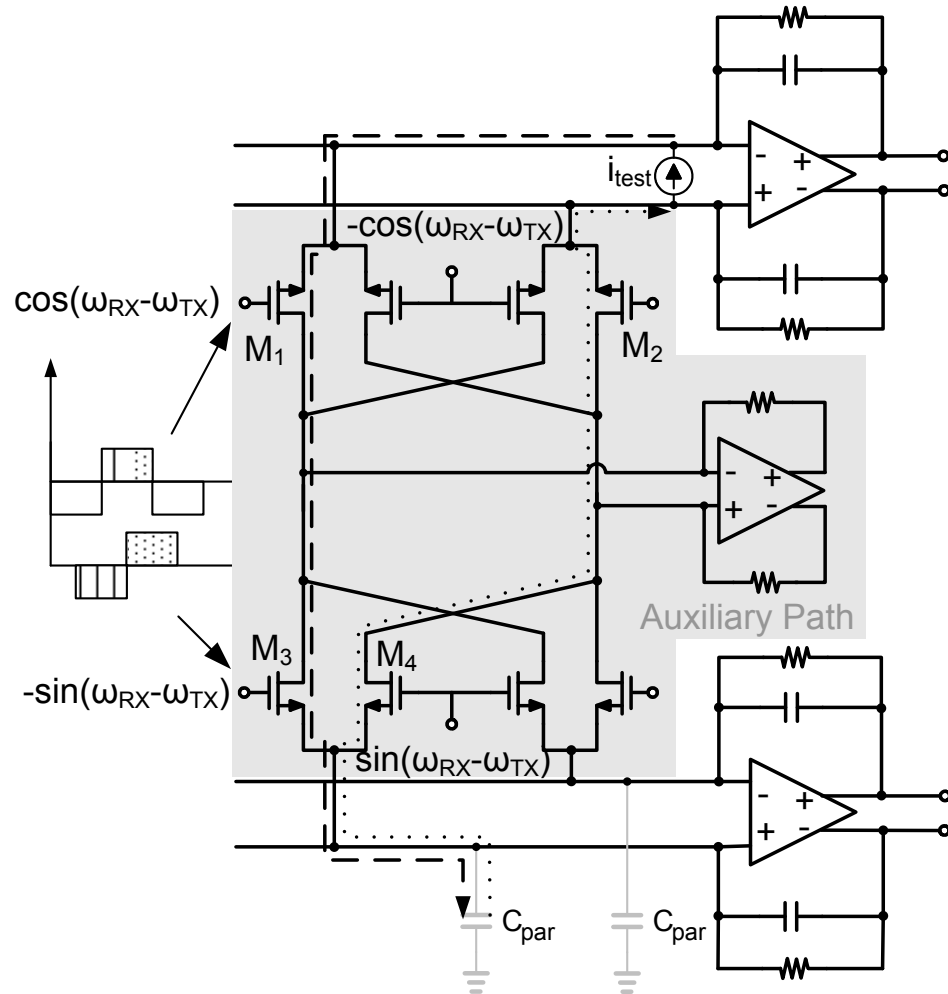 - +
i_test
+ -
-cos(ω_RX-ω_TX)
cos(ω_RX-ω_TX)
M_1
M_2
- +
+ -
Auxiliary Path
M_3
M_4
-sin(ω_RX-ω_TX)
sin(ω_RX-ω_TX)
- +
+ -
C_par
C_par